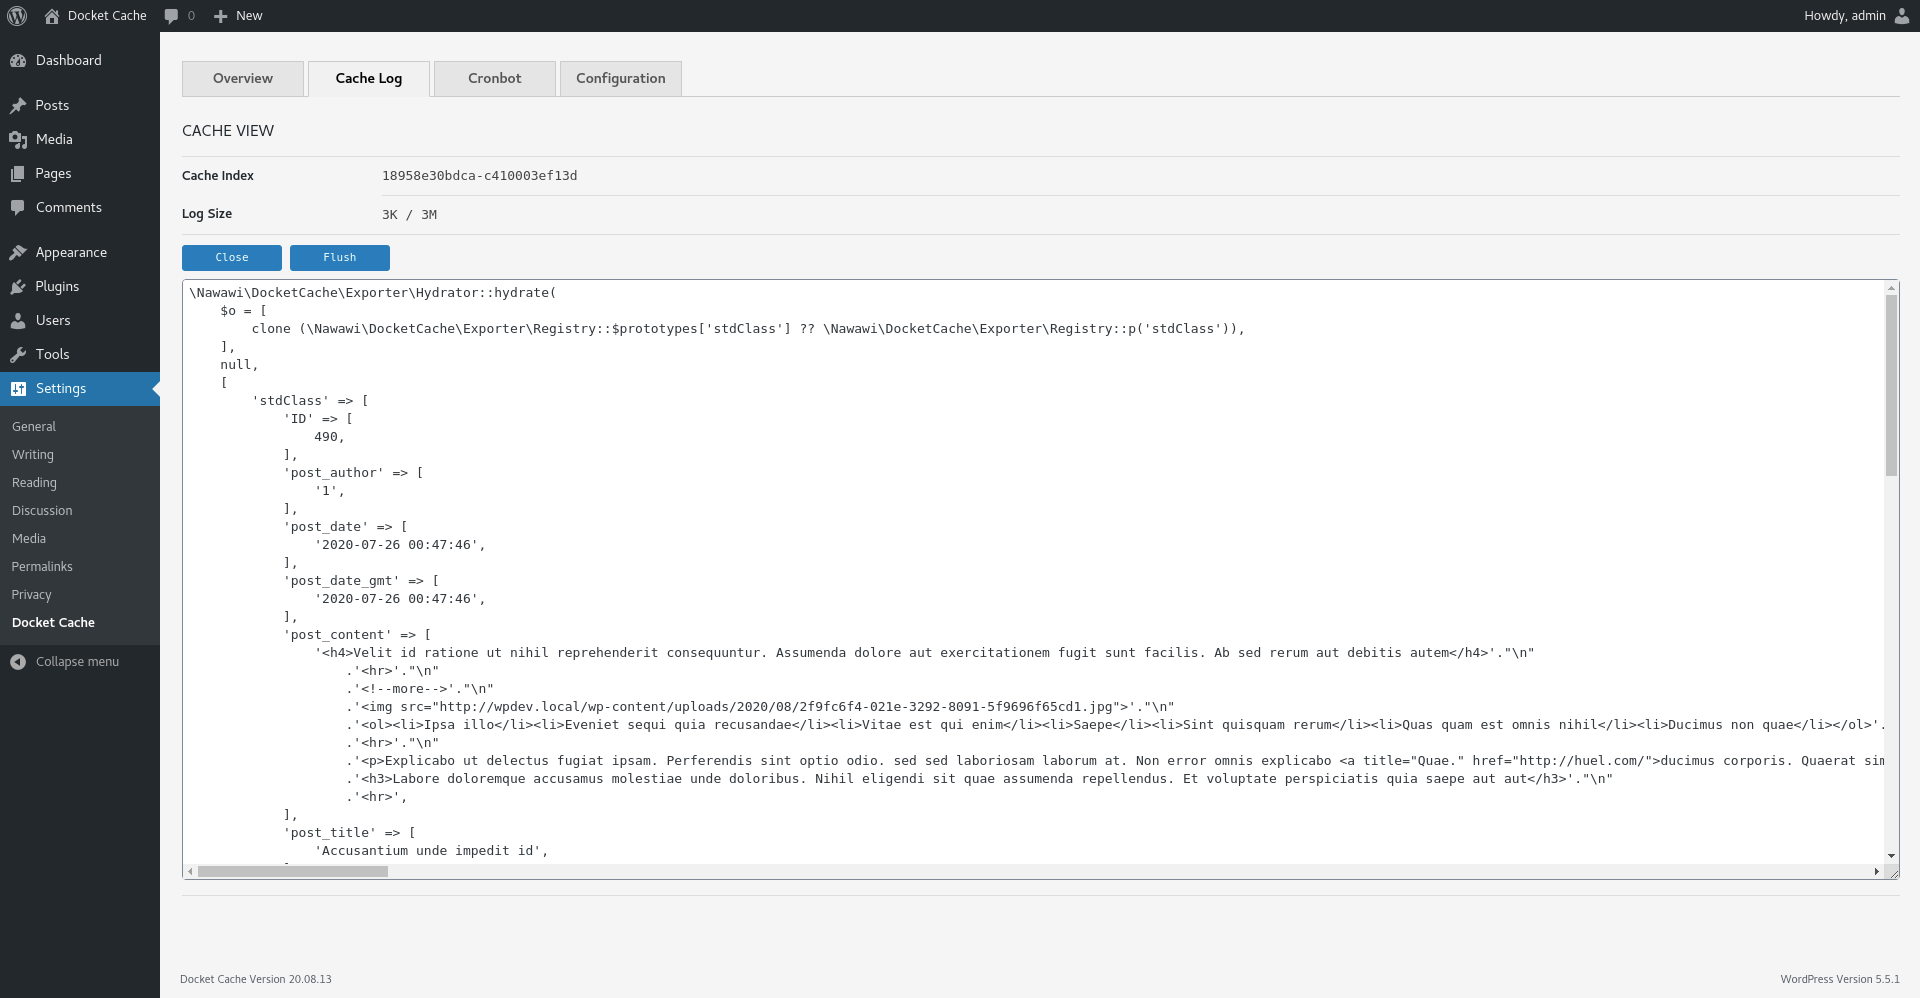 Docket Cache 0 New Howdy, admin
Dashboard
Posts
Media
Pages
Comments
Appearance
Plugins
Users
Tools
Settings
General
Writing
Reading
Discussion
Media
Permalinks
Privacy
Docket Cache
Collapse menu
Overview Cache Log Cronbot Configuration
CACHE VIEW
Cache Index 18958e30bdca-c410003ef13d
Log Size 3K / 3M
Close Flush
\Nawawi\DocketCache\Exporter\Hydrator::hydrate(
    $o = [
        clone (\Nawawi\DocketCache\Exporter\Registry::$prototypes['stdClass'] ?? \Nawawi\DocketCache\Exporter\Registry::p('stdClass')),
    ],
    null,
    [
        'stdClass' => [
            'ID' => [
                490,
            ],
            'post_author' => [
                '1',
            ],
            'post_date' => [
                '2020-07-26 00:47:46',
            ],
            'post_date_gmt' => [
                '2020-07-26 00:47:46',
            ],
            'post_content' => [
                '<h4>Velit id ratione ut nihil reprehenderit consequuntur. Assumenda dolore aut exercitationem fugit sunt facilis. Ab sed rerum aut debitis autem</h4>'."\n"
                    .'<hr>'."\n"
                    .'<!--more-->'."\n"
                    .'<img src="http://wpdev.local/wp-content/uploads/2020/08/2f9fc6f4-021e-3292-8091-5f9696f65cd1.jpg">'."\n"
                    .'<ol><li>Ipsa illo</li><li>Eveniet sequi quia recusandae</li><li>Vitae est qui enim</li><li>Saepe</li><li>Sint quisquam rerum</li><li>Quas quam est omnis nihil</li><li>Ducimus non quae</li></ol>'.
                    .'<hr>'."\n"
                    .'<p>Explicabo ut delectus fugiat ipsam. Perferendis sint optio odio. sed sed laboriosam laborum at. Non error omnis explicabo <a title="Quae." href="http://huel.com/">ducimus corporis. Quaerat sim
                    .'<h3>Labore doloremque accusamus molestiae unde doloribus. Nihil eligendi sit quae assumenda repellendus. Et voluptate perspiciatis quia saepe aut aut</h3>'."\n"
                    .'<hr>',
            ],
            'post_title' => [
                'Accusantium unde impedit id',
Docket Cache Version 20.08.13 WordPress Version 5.5.1